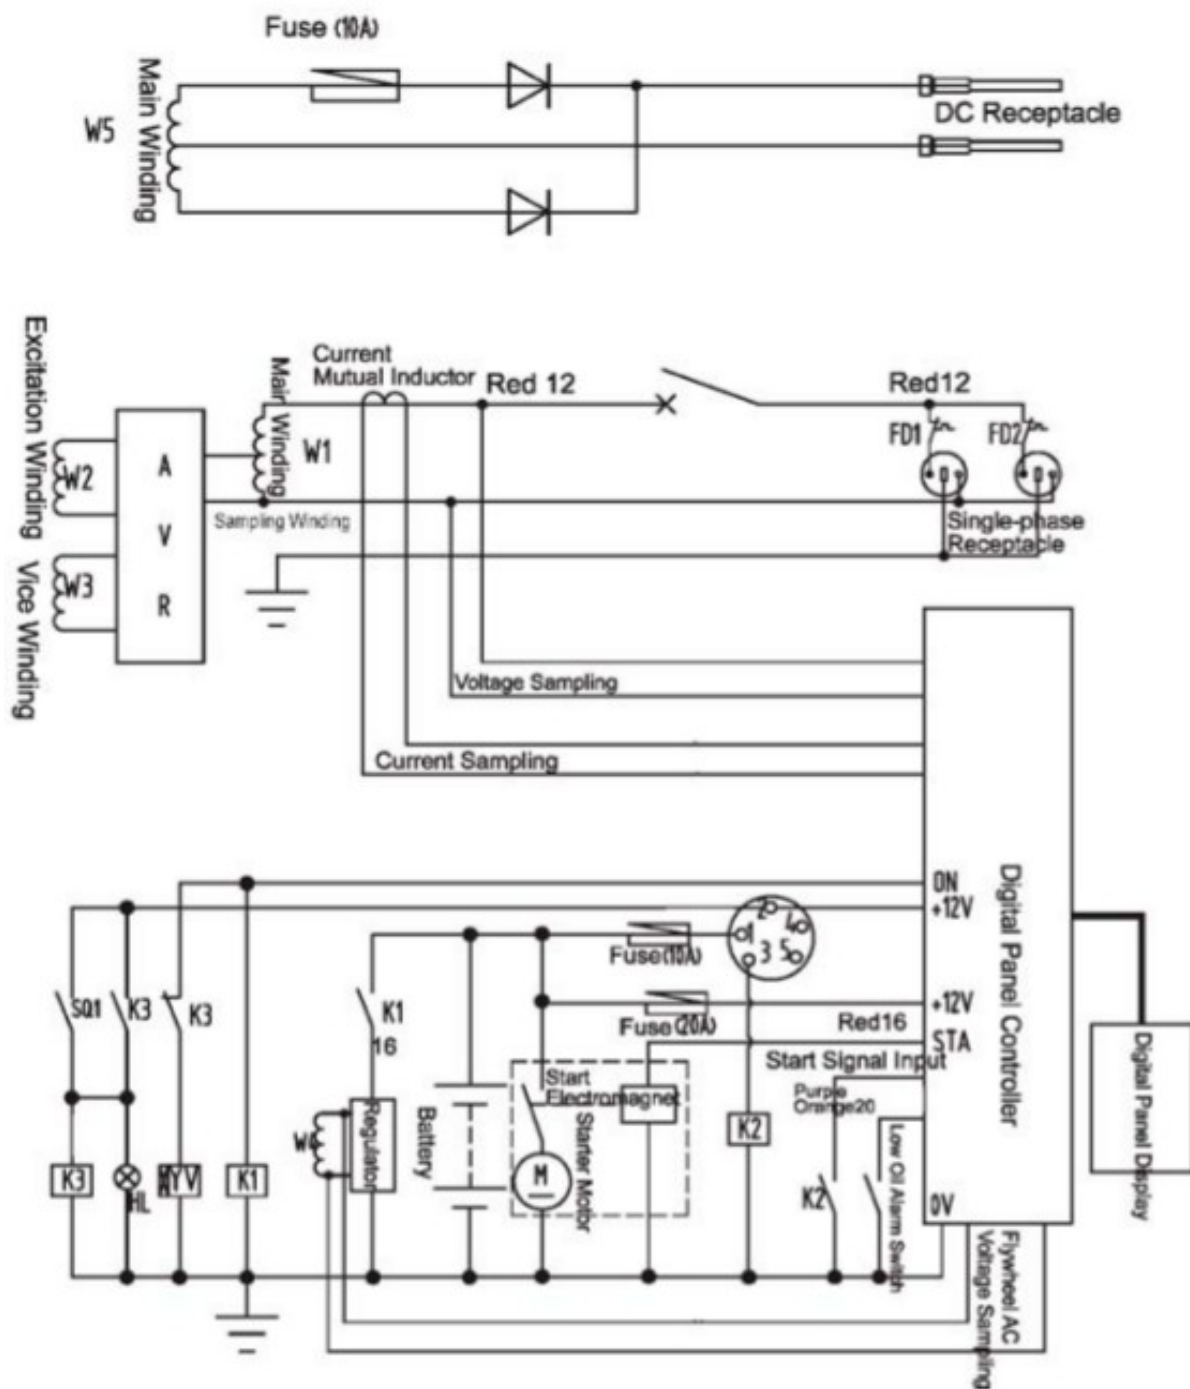 Fuse (10A)
Main Winding
W5
DC Receptacle
Excitation Winding
Vice Winding
W2
W3
A
V
R
Main Winding
W1
Sampling Winding
Current
Mutual Inductor
Red 12
Red12
FD1
FD2
Single-phase
Receptacle
Voltage Sampling
Current Sampling
Digital Panel Controller
ON
+12V
+12V
STA
0V
Digital Panel Display
1
2
3
4
5
Fuse(10A)
Fuse(20A)
Red16
Start Signal Input
Purple
Orange20
SQ1
K3
K3
K1
16
Start
Electromagnet
Starter Motor
M
Battery
Regulator
W4
K2
K3
HL
YV
K1
K2
Low Oil Alarm Switch
Flywheel AC
Voltage Sampling